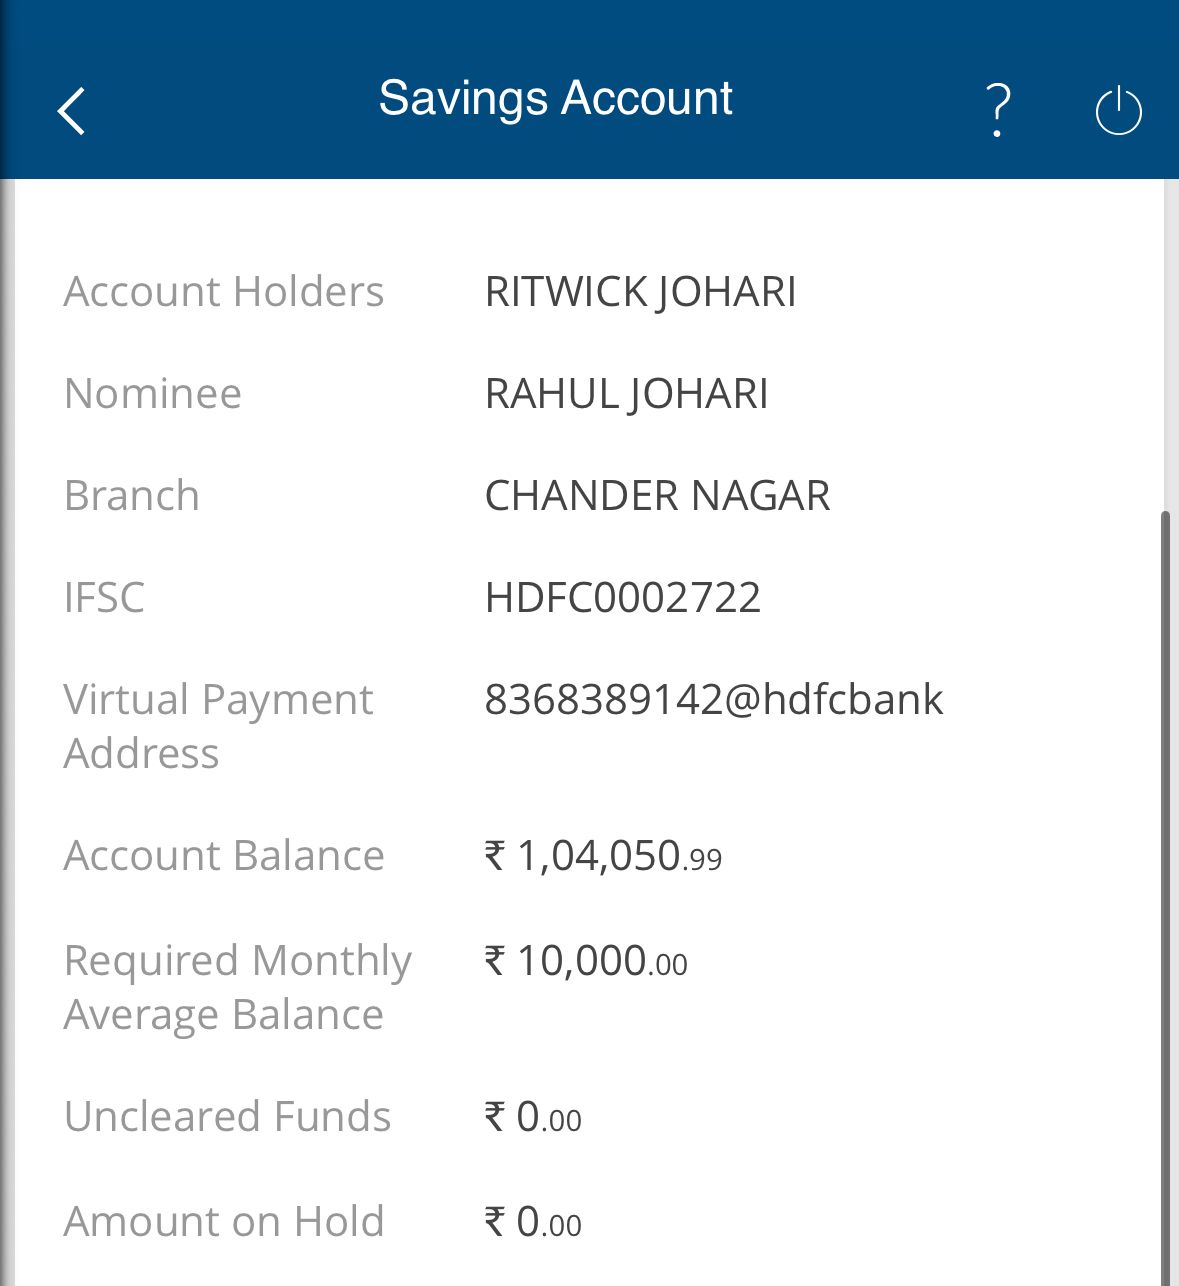 Savings Account ?
Account Holders RITWICK JOHARI
Nominee RAHUL JOHARI
Branch CHANDER NAGAR
IFSC HDFC0002722
Virtual Payment 8368389142@hdfcbank
Address
Account Balance ₹ 1,04,050.99
Required Monthly ₹ 10,000.00
Average Balance
Uncleared Funds ₹ 0.00
Amount on Hold ₹ 0.00